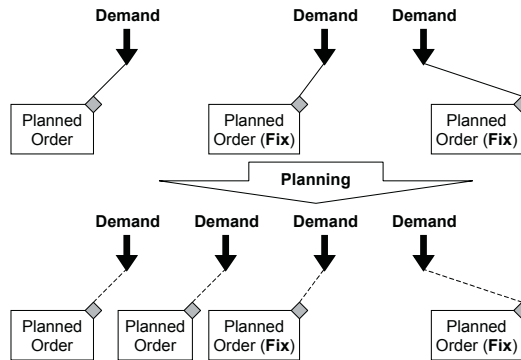 Demand Demand Demand
Planned Order
Planned Order (Fix)
Planned Order (Fix)
Planning
Demand Demand Demand Demand
Planned Order
Planned Order
Planned Order (Fix)
Planned Order (Fix)